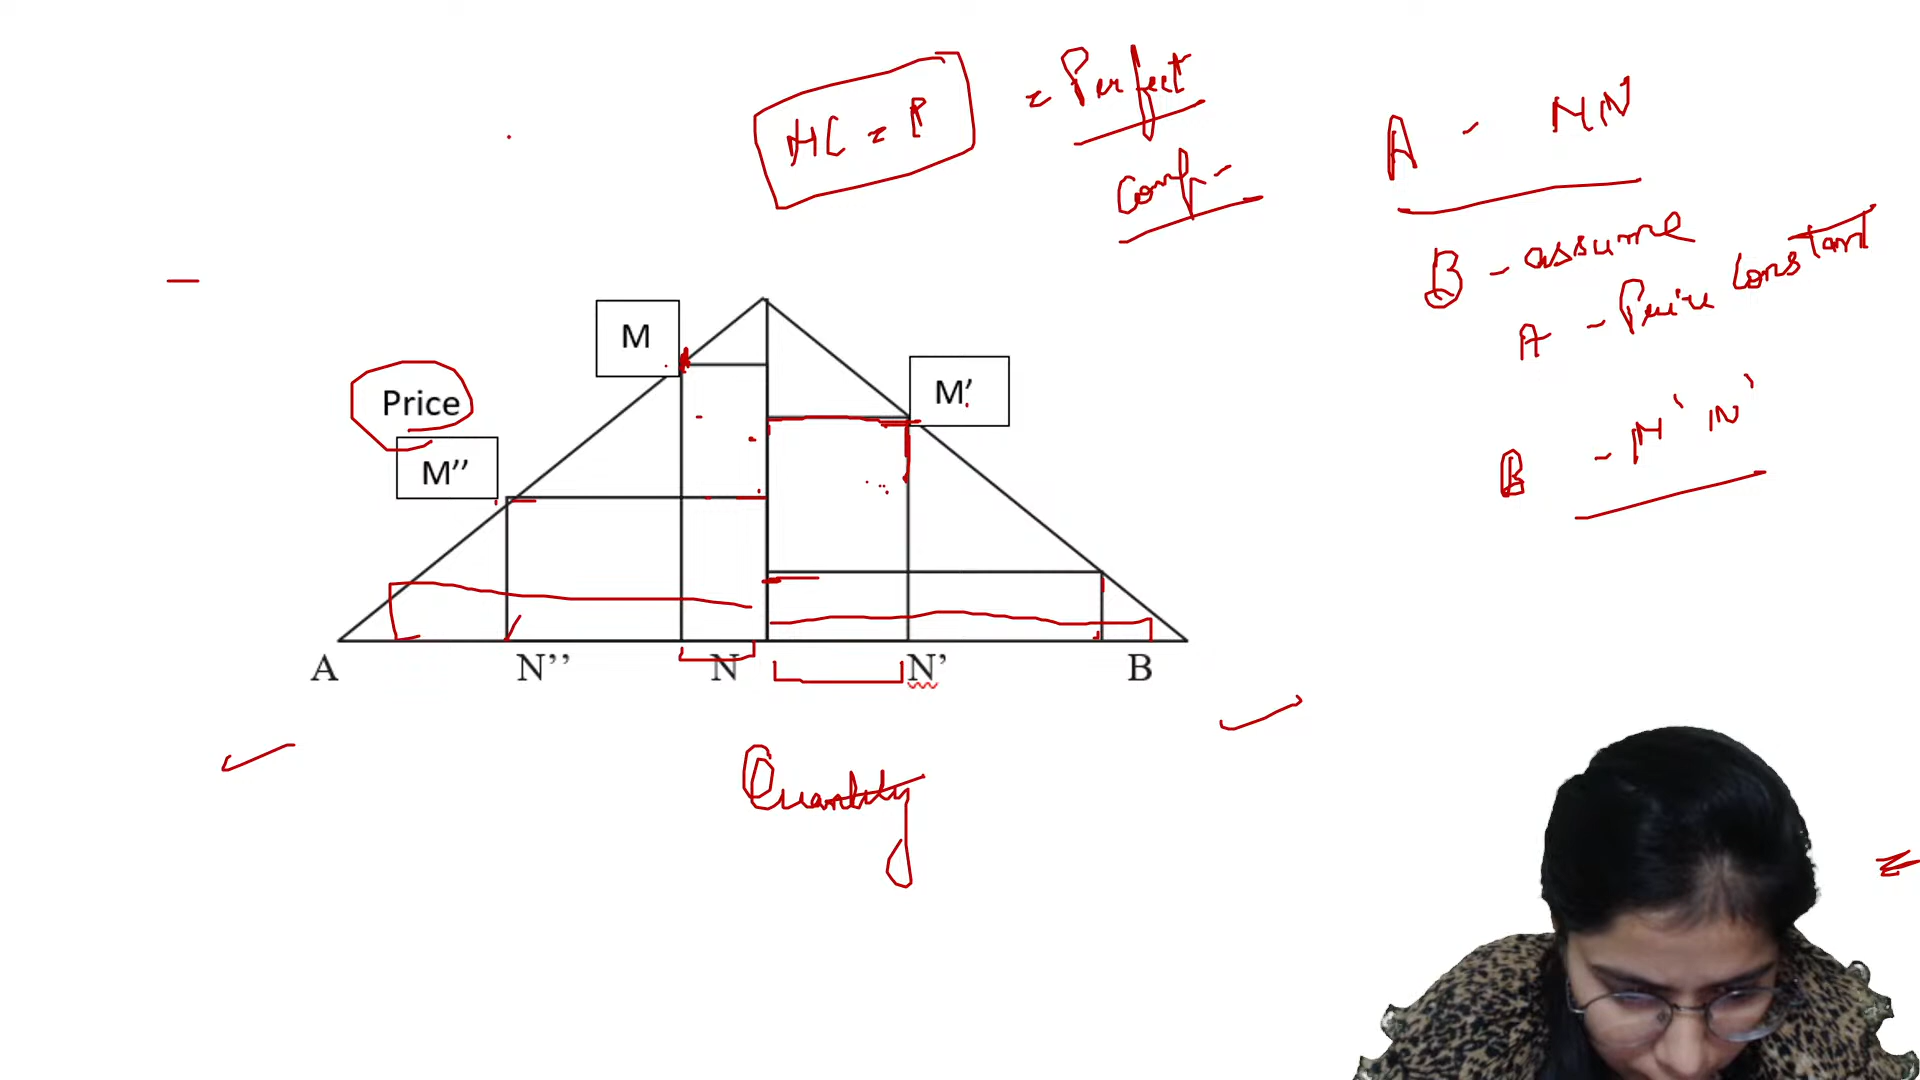 MC = P
= Perfect
Comp -
A - MN
B - assume
A - Price Constant
B - M' N'
M
M'
Price
M''
A
N''
N
N'
B
Quantity